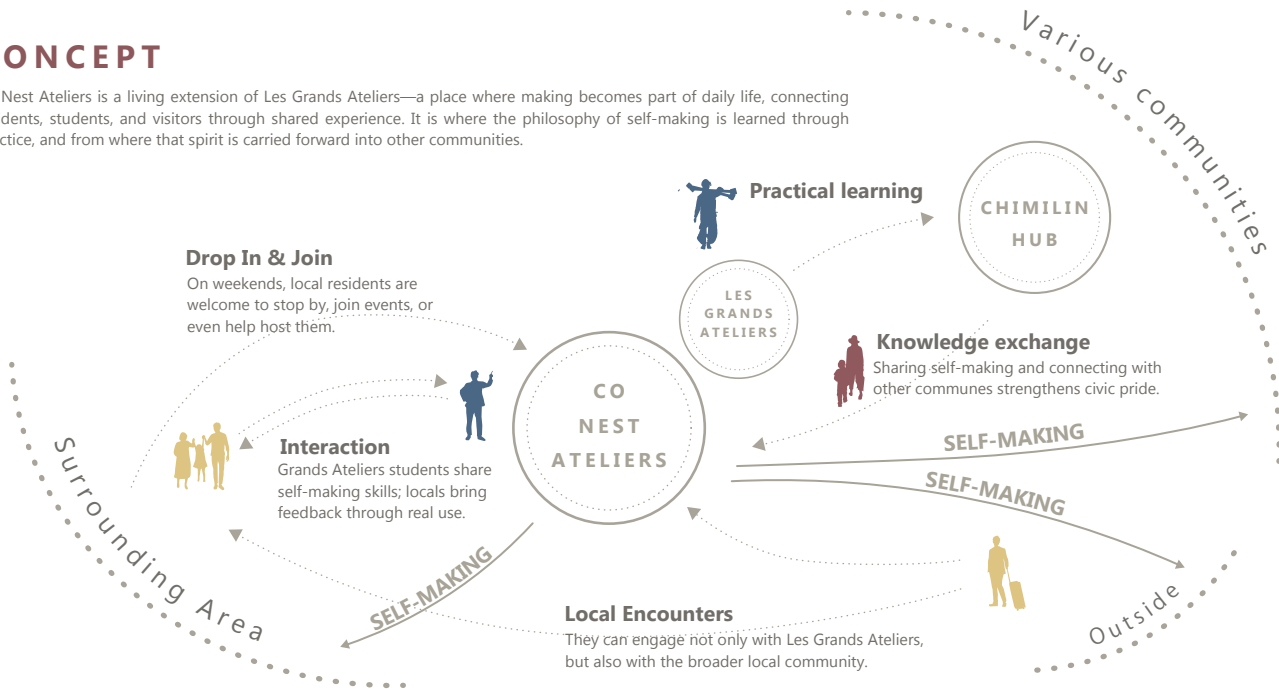 ONCEPT
Nest Ateliers is a living extension of Les Grands Ateliers—a place where making becomes part of daily life, connecting
dents, students, and visitors through shared experience. It is where the philosophy of self-making is learned through
ctice, and from where that spirit is carried forward into other communities.
Various communities
Practical learning
CHIMILIN
HUB
Drop In & Join
On weekends, local residents are
welcome to stop by, join events, or
even help host them.
LES
GRANDS
ATELIERS
Knowledge exchange
Sharing self-making and connecting with
other communes strengthens civic pride.
CO
NEST
ATELIERS
Interaction
Grands Ateliers students share
self-making skills; locals bring
feedback through real use.
SELF-MAKING
SELF-MAKING
SELF-MAKING
Surrounding Area
Local Encounters
They can engage not only with Les Grands Ateliers,
but also with the broader local community.
Outside